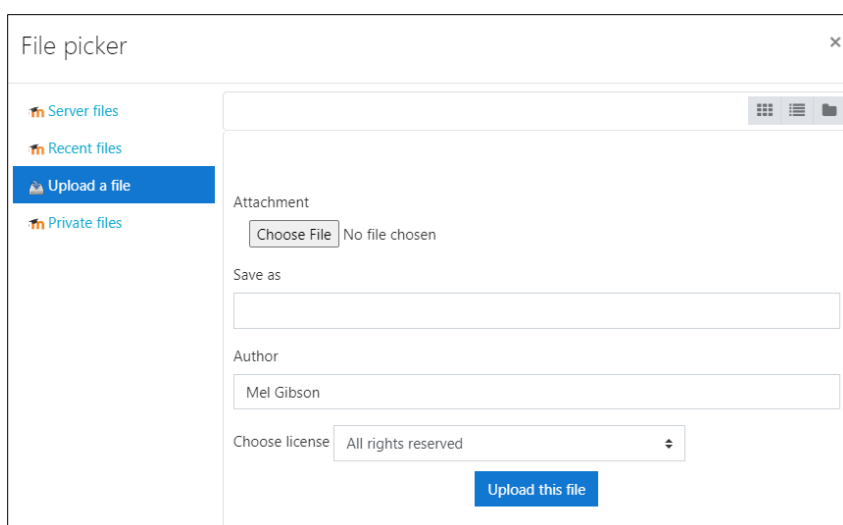 File picker
×
Server files
Recent files
Upload a file
Private files
Attachment
Choose File No file chosen
Save as
Author
Mel Gibson
Choose license All rights reserved
Upload this file